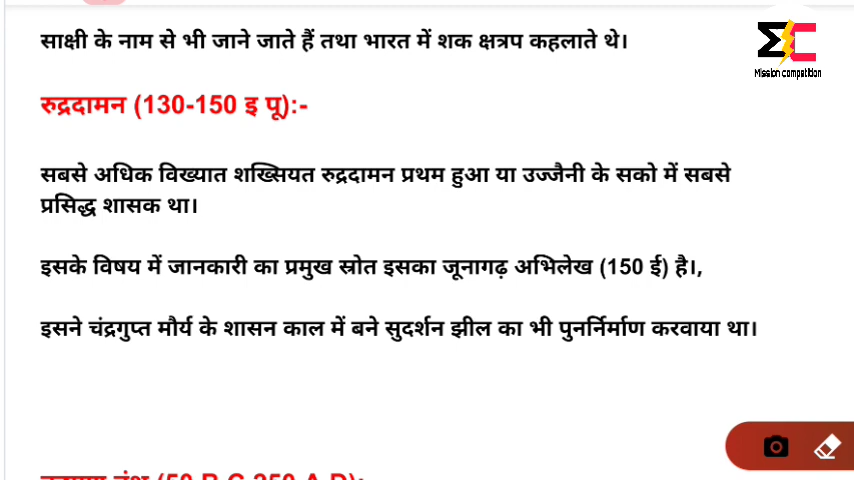 साक्षी के नाम से भी जाने जाते हैं तथा भारत में शक क्षत्रप कहलाते थे।
Mission compatition
रुद्रदामन (130-150 इ पू):-
सबसे अधिक विख्यात शख्सियत रुद्रदामन प्रथम हुआ या उज्जैनी के सको में सबसे
प्रसिद्ध शासक था।
इसके विषय में जानकारी का प्रमुख स्रोत इसका जूनागढ़ अभिलेख (150 ई) है।,
इसने चंद्रगुप्त मौर्य के शासन काल में बने सुदर्शन झील का भी पुनर्निर्माण करवाया था।